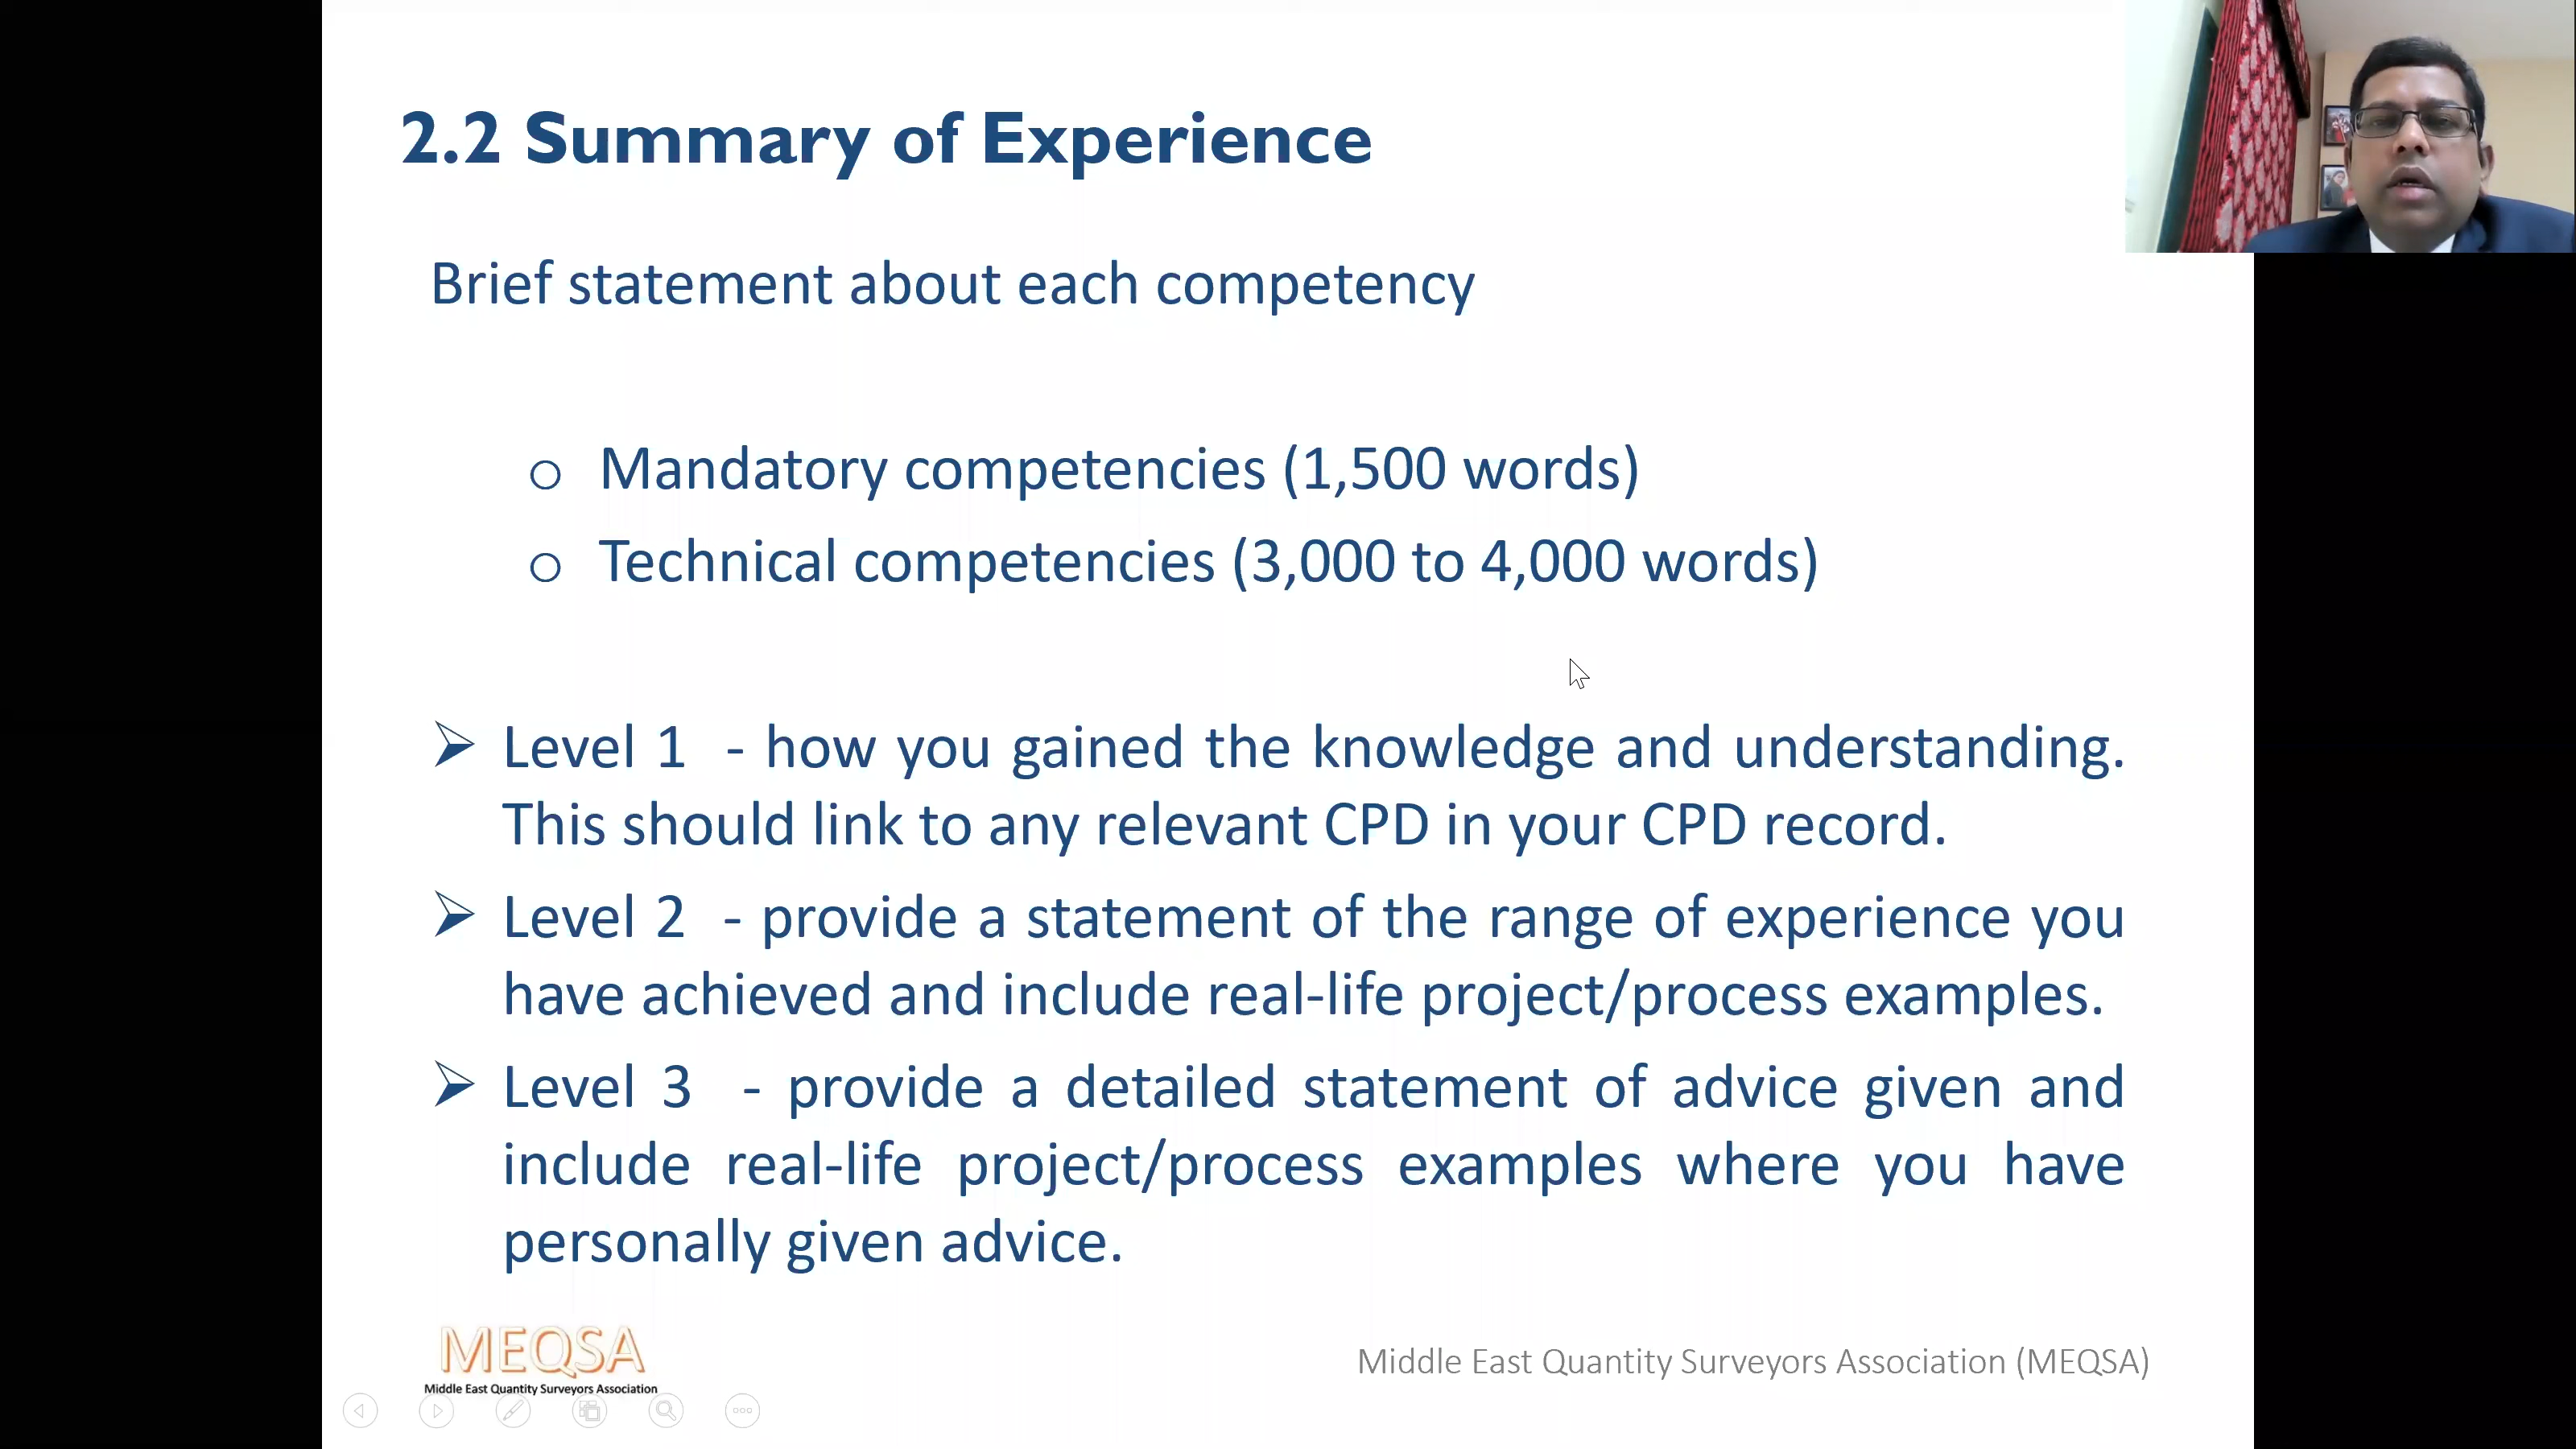 2.2 Summary of Experience
Brief statement about each competency
o Mandatory competencies (1,500 words)
o Technical competencies (3,000 to 4,000 words)
➢ Level 1 - how you gained the knowledge and understanding.
This should link to any relevant CPD in your CPD record.
➢ Level 2 - provide a statement of the range of experience you
have achieved and include real-life project/process examples.
➢ Level 3 - provide a detailed statement of advice given and
include real-life project/process examples where you have
personally given advice.
MEQSA
Middle East Quantity Surveyors Association
Middle East Quantity Surveyors Association (MEQSA)